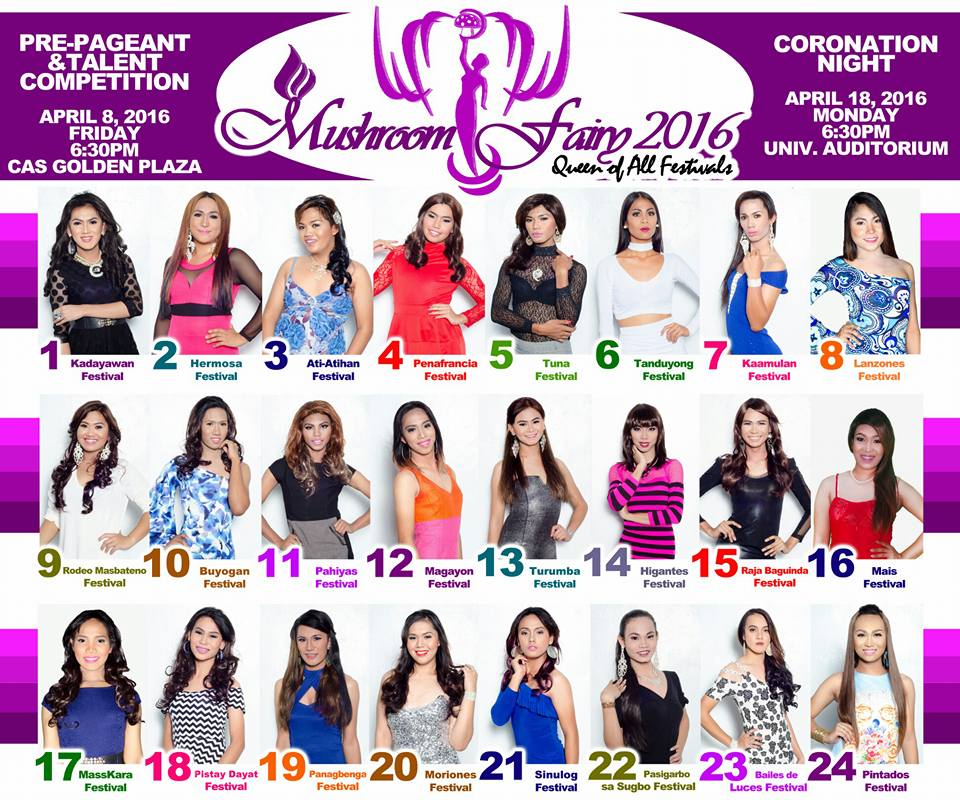 PRE-PAGEANT
&TALENT
COMPETITION
APRIL 8, 2016
FRIDAY
6:30PM
CAS GOLDEN PLAZA
Mushroom Fairy 2016
Queen of All Festivals
CORONATION
NIGHT
APRIL 18, 2016
MONDAY
6:30PM
UNIV. AUDITORIUM
1 Kadayawan
Festival
2 Hermosa
Festival
3 Ati-Atihan
Festival
4 Penafrancia
Festival
5 Tuna
Festival
6 Tanduyong
Festival
7 Kaamulan
Festival
8 Lanzones
Festival
9 Rodeo Masbateno
Festival
10 Buyogan
Festival
11 Pahiyas
Festival
12 Magayon
Festival
13 Turumba
Festival
14 Higantes
Festival
15 Raja Baguinda
Festival
16 Mais
Festival
17 MassKara
Festival
18 Pistay Dayat
Festival
19 Panagbenga
Festival
20 Moriones
Festival
21 Sinulog
Festival
22 Pasigarbo
sa Sugbo Festival
23 Bailes de
Luces Festival
24 Pintados
Festival